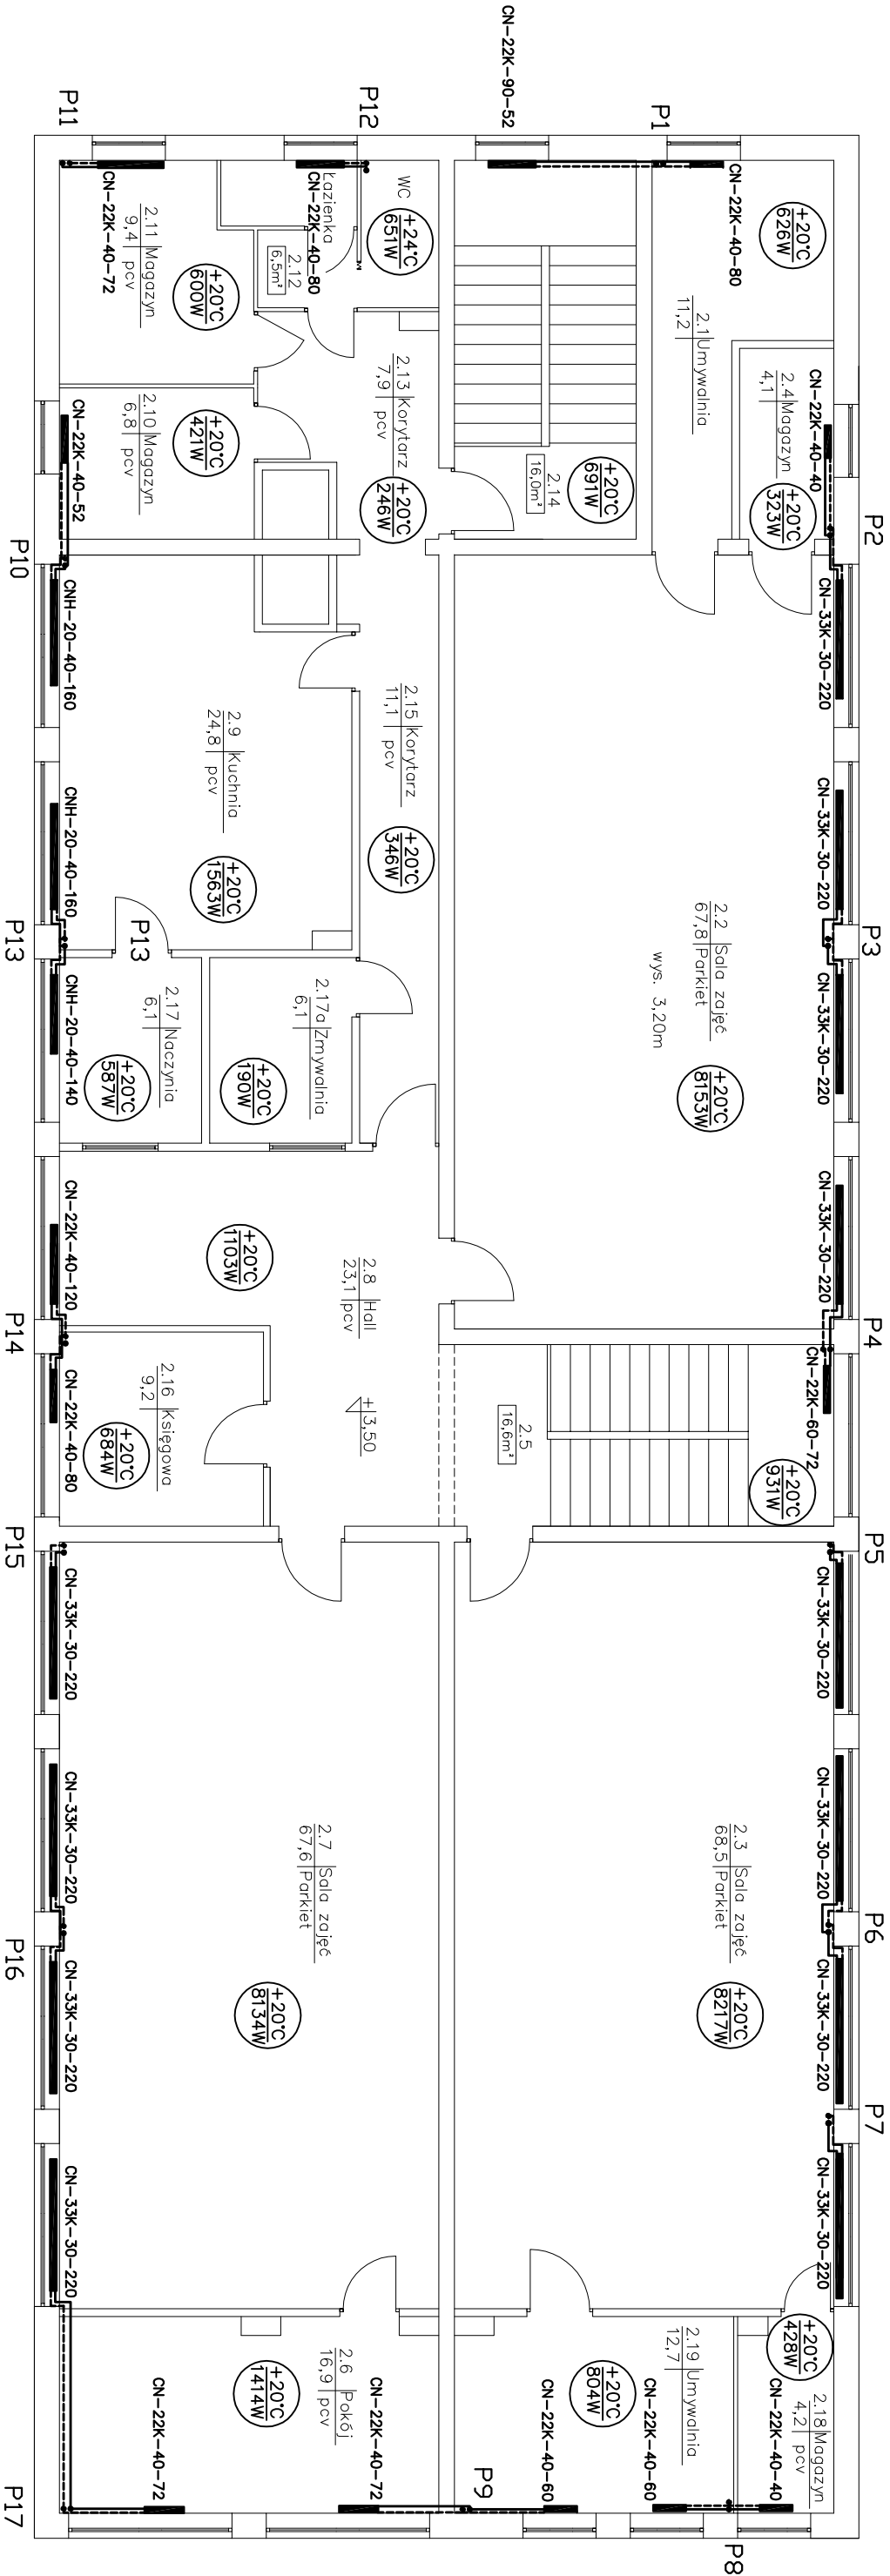 P11
P12
CN-22K-90-52
P1
CN-22K-40-72
2.11 Magazyn
9,4 pcv
+20°C
600W
Łazienka
CN-22K-40-80
2.12
6,5m²
WC
+24°C
651W
CN-22K-40-80
+20°C
626W
2.1 Umywalnia
11,2
CN-22K-40-40
2.4 Magazyn
4,1
+20°C
323W
P2
CN-22K-40-52
2.10 Magazyn
6,8 pcv
+20°C
421W
2.13 Korytarz
7,9 pcv
+20°C
246W
2.14
16,0m²
+20°C
691W
P10
CNH-20-40-160
CN-33K-30-220
2.9 Kuchnia
24,8 pcv
+20°C
1563W
2.15 Korytarz
11,1 pcv
+20°C
346W
CNH-20-40-160
CN-33K-30-220
P13
P13
P3
2.2 Sala zajęć
67,8 Parkiet
wys. 3,20m
+20°C
8153W
CNH-20-40-140
2.17 Naczynia
6,1
+20°C
587W
2.17a Zmywalnia
6,1
+20°C
190W
CN-33K-30-220
CN-22K-40-120
+20°C
1103W
2.8 Hall
23,1 pcv
CN-33K-30-220
P14
P4
CN-22K-40-80
2.16 Księgowa
9,2
+20°C
684W
+3,50
2.5
16,6m²
CN-22K-60-72
+20°C
931W
P15
P5
CN-33K-30-220
CN-33K-30-220
CN-33K-30-220
CN-33K-30-220
2.7 Sala zajęć
67,6 Parkiet
2.3 Sala zajęć
68,5 Parkiet
P16
P6
CN-33K-30-220
+20°C
8134W
+20°C
8217W
CN-33K-30-220
P7
CN-33K-30-220
CN-33K-30-220
2.6 Pokój
16,9 pcv
+20°C
1414W
2.19 Umywalnia
12,7
+20°C
804W
+20°C
428W
2.18 Magazyn
4,2 pcv
CN-22K-40-72
CN-22K-40-72
CN-22K-40-60
CN-22K-40-60
CN-22K-40-40
P17
P9
P8